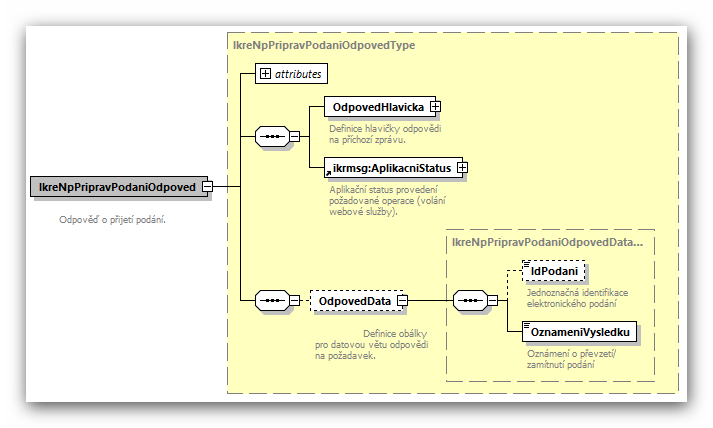 IkreNpPripravPodaniOdpovedType
attributes
OdpovedHlavicka
Definice hlavičky odpovědi
na příchozí zprávu.
ikrmsg:AplikacniStatus
Aplikační status provedení
požadované operace (volání
webové služby).
IkreNpPripravPodaniOdpoved
Odpověď o přijetí podání.
IkreNpPripravPodaniOdpovedData...
IdPodani
Jednoznačná identifikace
elektronického podání
OdpovedData
Definice obálky
pro datovou větu odpovědi
na požadavek.
OznameniVysledku
Oznámení o převzetí/
zamítnutí podání